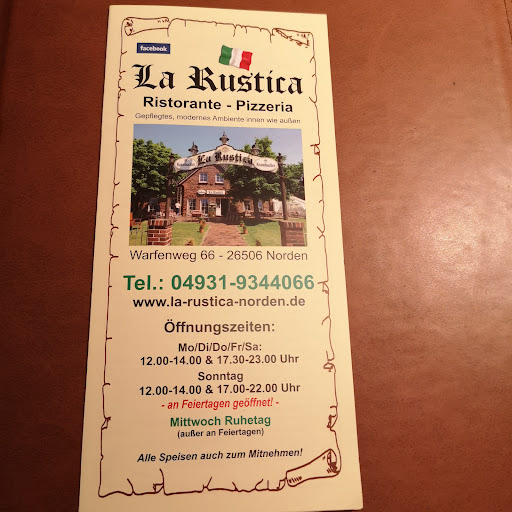 facebook
La Rustica
Ristorante - Pizzeria
Gepflegtes, modernes Ambiente innen wie außen
La Rustica
Warfenweg 66 - 26506 Norden
Tel.: 04931-9344066
www.la-rustica-norden.de
Öffnungszeiten:
Mo/Di/Do/Fr/Sa:
12.00-14.00 & 17.30-23.00 Uhr
Sonntag
12.00-14.00 & 17.00-22.00 Uhr
- an Feiertagen geöffnet! -
Mittwoch Ruhetag
(außer an Feiertagen)
Alle Speisen auch zum Mitnehmen!